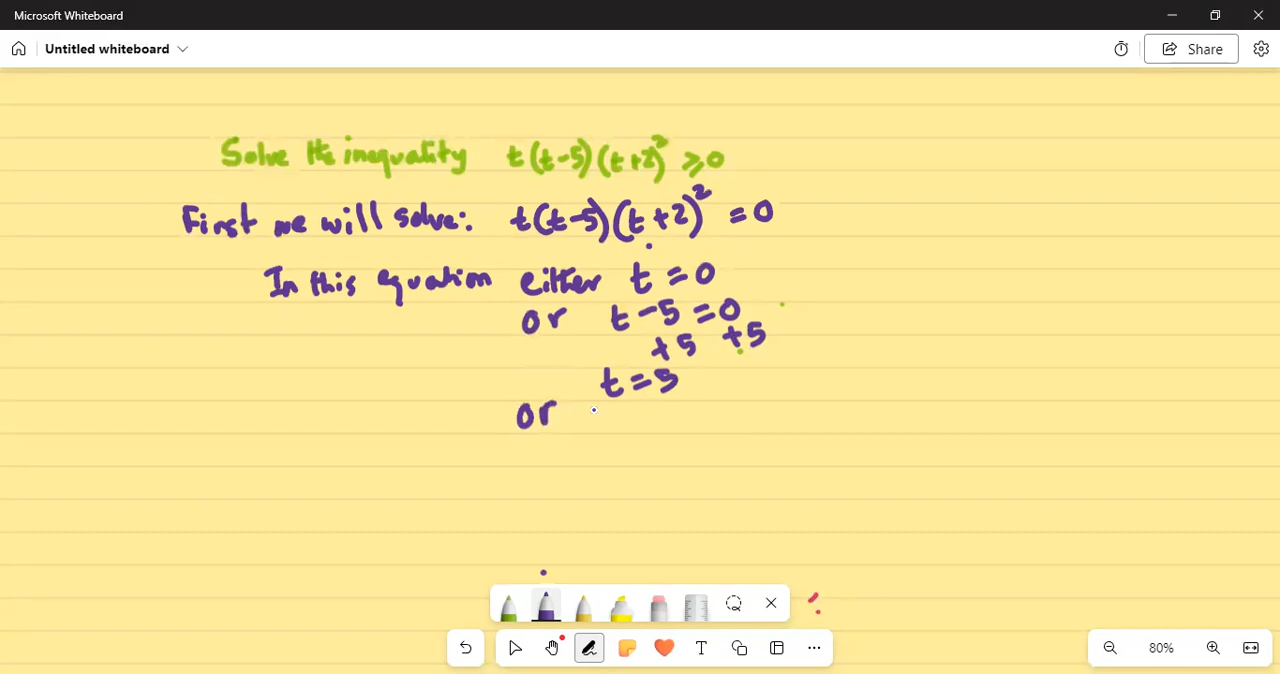 Microsoft Whiteboard
Untitled whiteboard
Share
Solve the inequality t(t-5)(t+2)² ≥ 0
First we will solve: t(t-5)(t+2)² = 0
In this equation either t = 0
or t - 5 = 0
+5 +5
t = 5
or
80%